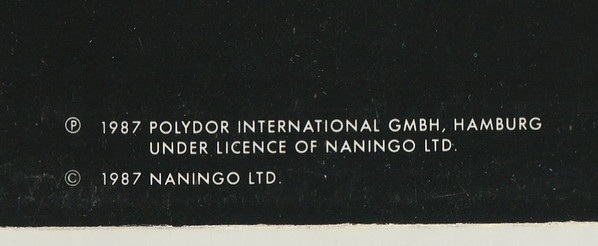 ℗ 1987 POLYDOR INTERNATIONAL GMBH, HAMBURG
UNDER LICENCE OF NANINGO LTD.
© 1987 NANINGO LTD.